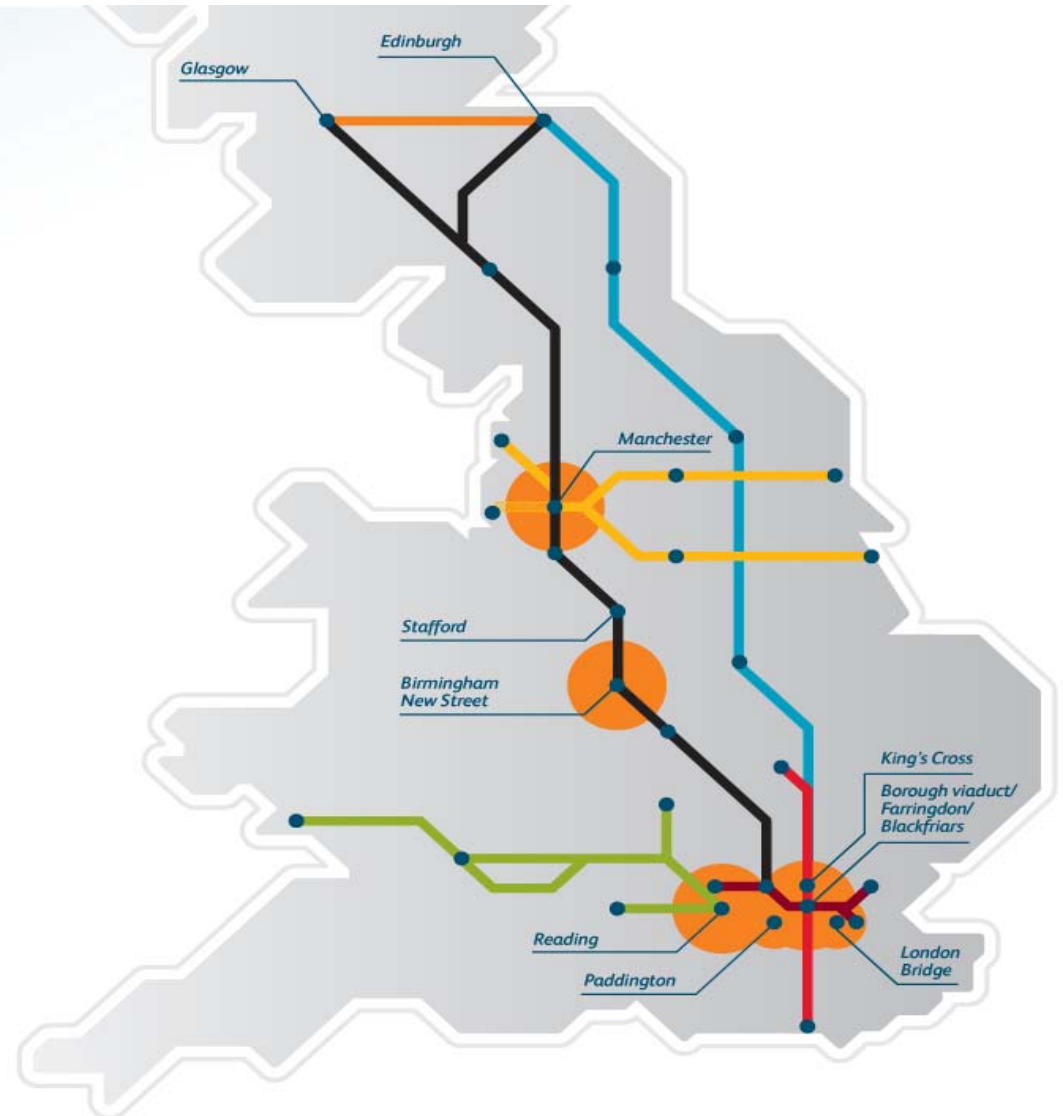 Edinburgh
Glasgow
Manchester
Stafford
Birmingham
New Street
King's Cross
Borough viaduct/
Farringdon/
Blackfriars
Reading
Paddington
London
Bridge